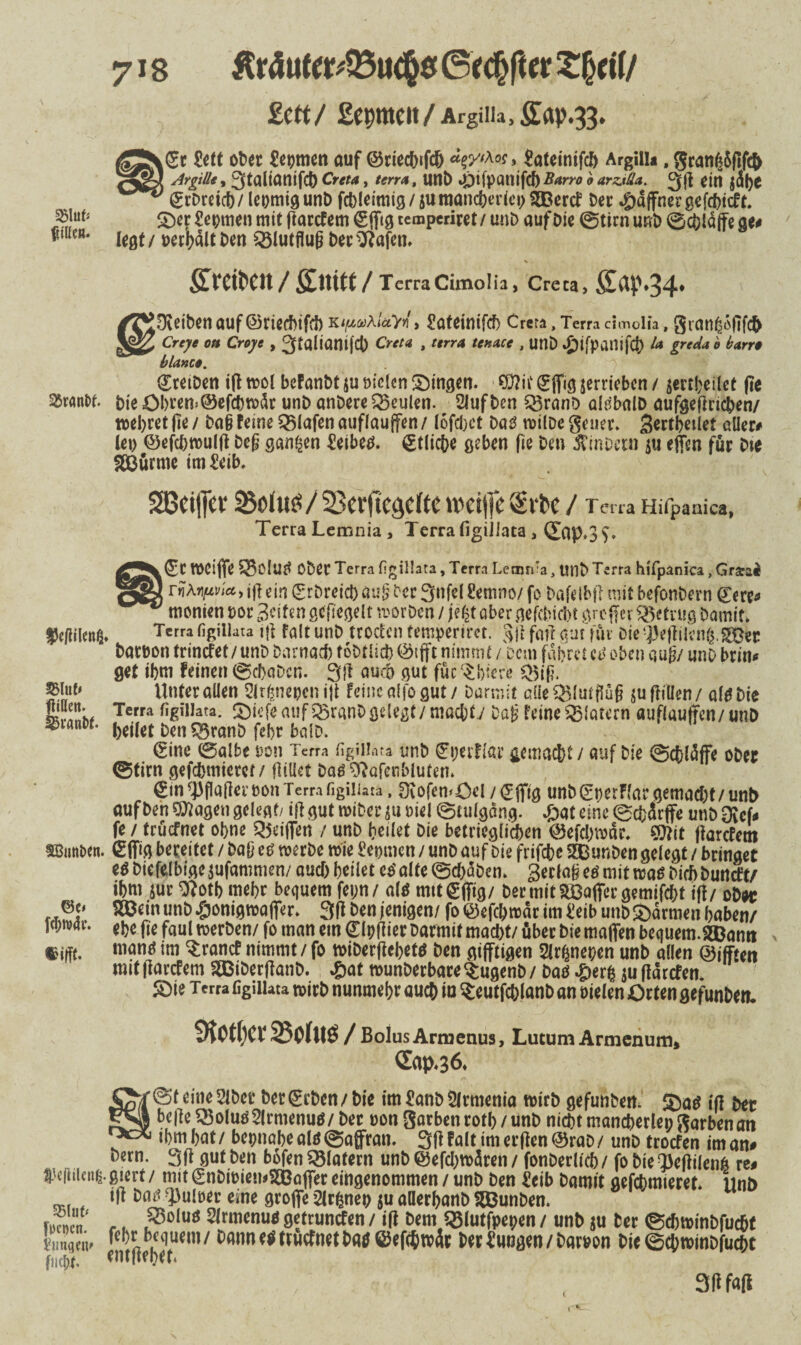 718 Kräuter-Buchs Sechster Theil/
Lett/ Leymen/ Argilla, Cap.33.
Er Lett oder Leymen auf Griechisch ἄργιλος, Lateinisch Argilla, Frantzösisch
Argille, Italianisch Creta, terra, und Hispanisch Barro o arzilla. Ist ein zähe
Erdreich/ leymig und schleimig/ zu mancherley Werck der Häffner geschickt.
Blut-
stillen.
Der Leymen mit starckem Essig temperiret/ und auf die Stirn und Schläffe ge-
legt/ verhält den Blutfluß der Nasen.
Creiden/ Cnitt/ Terra Cimolia, Creta, Cap.34.
Reiden auf Griechisch Κιμωλία γῆ, Lateinisch Creta, Terra cimolia, Frantzösisch
Creye on Croye, Italianisch Creta, terra tenace, und Hispanisch la greda o barro
blanco.
Creiden ist wol bekandt zu vielen Dingen. Mit Essig zerrieben/ zertheilet sie
Brandt. die Ohren-Geschwär und andere Beulen. Auf den Brand alsbald aufgestrichen/
wehret sie/ daß keine Blasen auflauffen/ löschet das wilde Feuer. Zertheilet aller-
ley Geschwulst deß gantzen Leibes. Etliche geben sie den Kindern zu essen für die
Würme im Leib.
Weisser Bolus/ Versiegelte weisse Erde/ Terra Hispanica,
Terra Lemnia, Terra sigillata, Cap.35.
Er weisse Bolus oder Terra sigillata, Terra Lemnia, und Terra hispanica, Græcè
γῆ λημνία, ist ein Erdreich auß der Insel Lemno/ so daselbst mit besondern Cere-
monien vor Zeiten gesiegelt worden/ jetzt aber geschicht grosser Betrug damit.
Pestilentz. Terra sigillata ist kalt und trocken temperiret. Ist fast gut für die Pestilentz. Wer
darvon trincket/ und darnach tödtlich Gifft nimmt/ dem fähret es oben auß/ und brin-
get ihm keinen Schaden. Ist auch gut für Thiere Biß.
Blut-
stillen.
Brandt.
Unter allen Artzneyen ist keine also gut/ darmit alle Blutflüß zu stillen/ als die
Terra sigillata. Diese auf Brand gelegt/ macht/ daß keine Blatern auflauffen/ und
heilet den Brand sehr bald.
Eine Salbe von Terra sigillata und Eyerklar gemacht/ auf die Schläffe oder
Stirn geschmieret/ stillet das Nasenbluten.
Ein Pflaster von Terra sigillata, Rosen-Oel/ Essig und Eyerklar gemacht/ und
auf den Magen gelegt/ ist gut wider zu viel Stulgäng. Hat eine Schärffe und Ref-
fe/ trücknet ohne Beissen/ und heilet die betrieglichen Geschwär. Mit starckem
Wunden. Essig bereitet/ daß es werde wie Leymen/ und auf die frische Wunden gelegt/ bringet
es dieselbige zusammen/ auch heilet es alte Schäden. Zerlaß es mit was dich dunckt/
ihm zur Noth mehr bequem seyn/ als mit Essig/ der mit Wasser gemischt ist/ oder
Ge-
schwär.
Wein und Honigwasser. Ist den jenigen/ so Geschwär im Leib und Därmen haben/
ehe sie faul werden/ so man ein Clystier darmit macht/ über die massen bequem. Wann
Gifft. mans im Tranck nimmt/ so widerstehets den gifftigen Artzneyen und allen Gifften
mit starckem Widerstand. Hat wunderbare Tugend/ das Hertz zu stärcken.
Die Terra sigillata wird nunmehr auch in Teutschland an vielen Orten gefunden.
Rother Bolus/ Bolus Armenus, Lutum Armenum,
Cap.36.
Ist eine Ader der Erden/ die im Land Armenia wird gefunden. Das ist der
beste Bolus Armenus/ der von Farben roth/ und nicht mancherley Farben an
ihm hat/ beynahe als Saffran. Ist kalt im ersten Grad/ und trocken im an-
dern. Ist gut den bösen Blatern und Geschwären/ sonderlich/ so die Pestilentz re-
Pestilentz. giert/ mit Endivien-Wasser eingenommen/ und den Leib damit geschmieret. Und
ist das Pulver eine grosse Artzney zu allerhand Wunden.
Blut-
speyen.
Lungen-
sucht.
Bolus Armenus getruncken/ ist dem Blutspeyen/ und zu der Schwindsucht
sehr bequem/ dann es trücknet das Geschwär der Lungen/ darvon die Schwindsucht
entstehet.
Ist fast